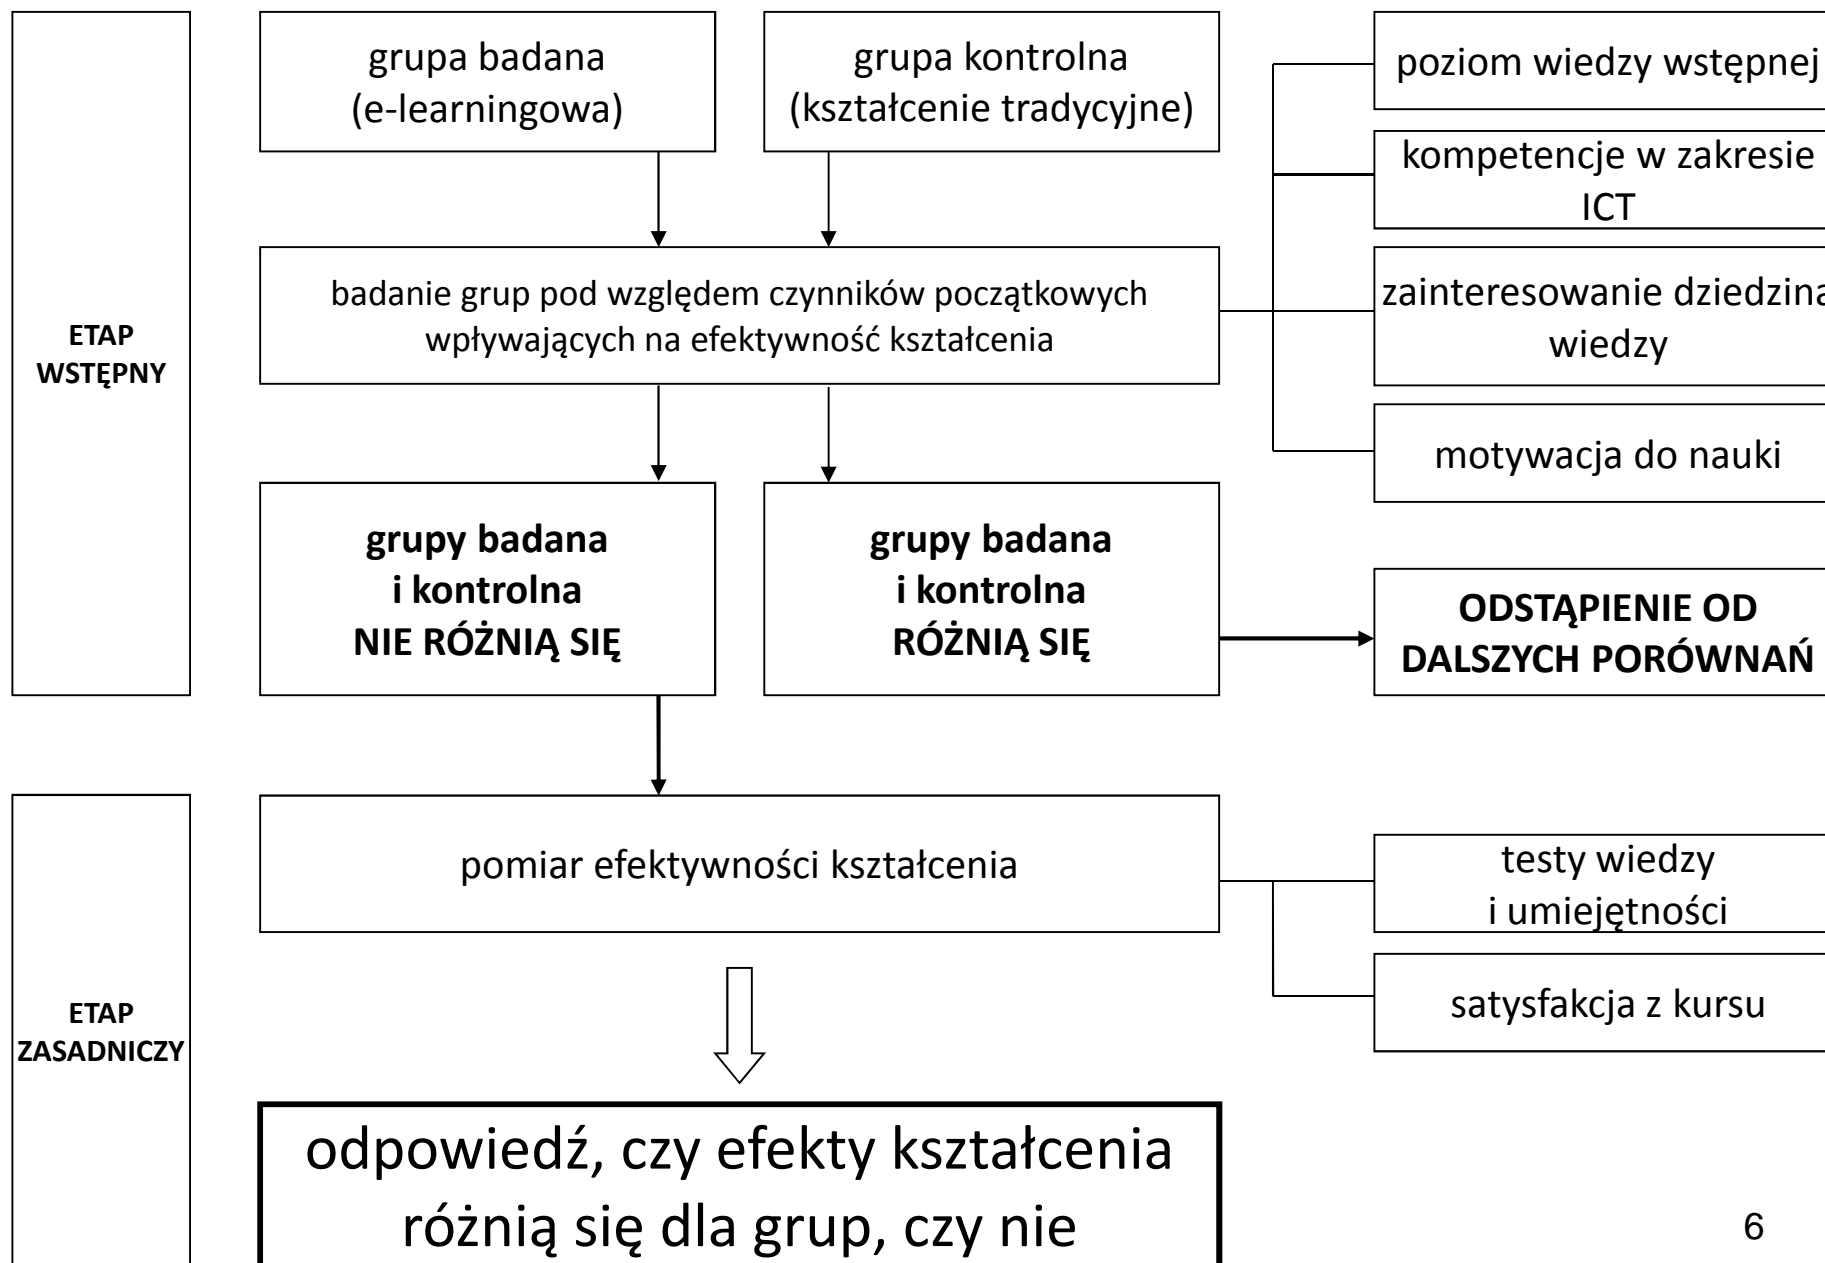 grupa badana
(e-learningowa)
grupa kontrolna
(kształcenie tradycyjne)
poziom wiedzy wstępnej
kompetencje w zakresie
ICT
zainteresowanie dziedzina
wiedzy
motywacja do nauki
badanie grup pod względem czynników początkowych
wpływających na efektywność kształcenia
ETAP
WSTĘPNY
grupy badana
i kontrolna
NIE RÓŻNIĄ SIĘ
grupy badana
i kontrolna
RÓŻNIĄ SIĘ
ODSTĄPIENIE OD
DALSZYCH PORÓWNAŃ
pomiar efektywności kształcenia
testy wiedzy
i umiejętności
satysfakcja z kursu
ETAP
ZASADNICZY
odpowiedź, czy efekty kształcenia
różnią się dla grup, czy nie
6